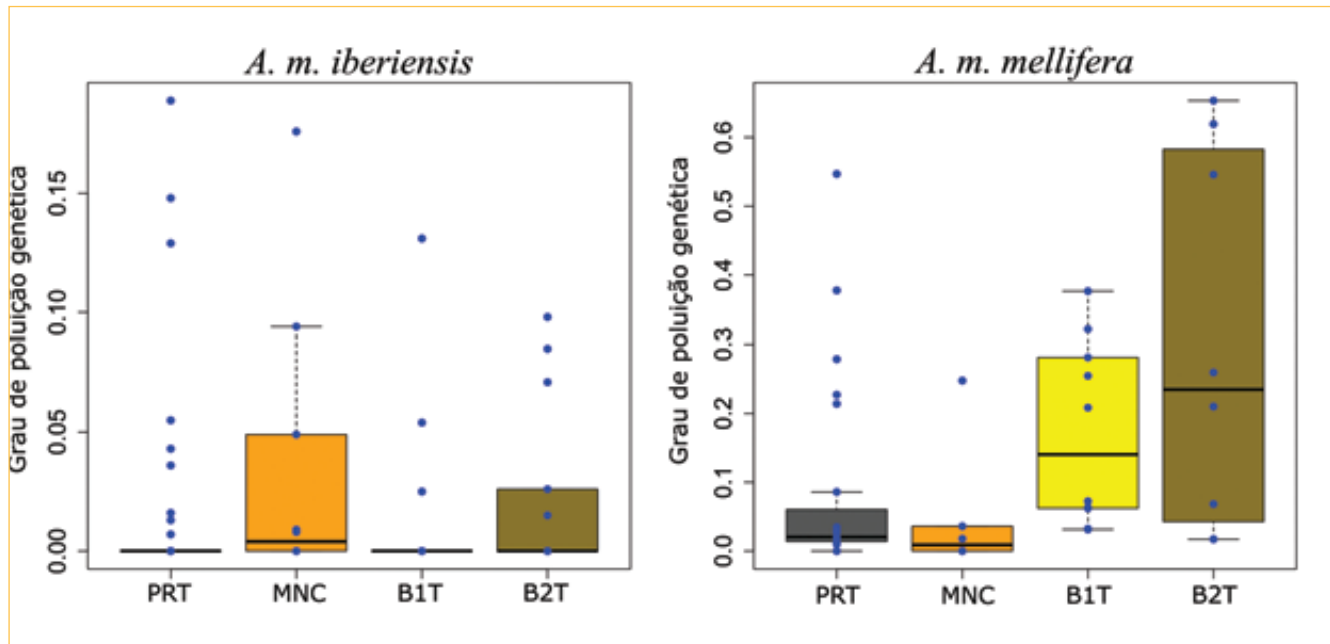 A. m. iberiensis
Grau de poluição genética
0.15
0.10
0.05
0.00
PRT MNC B1T B2T
A. m. mellifera
Grau de poluição genética
0.6
0.5
0.4
0.3
0.2
0.1
0.0
PRT MNC B1T B2T